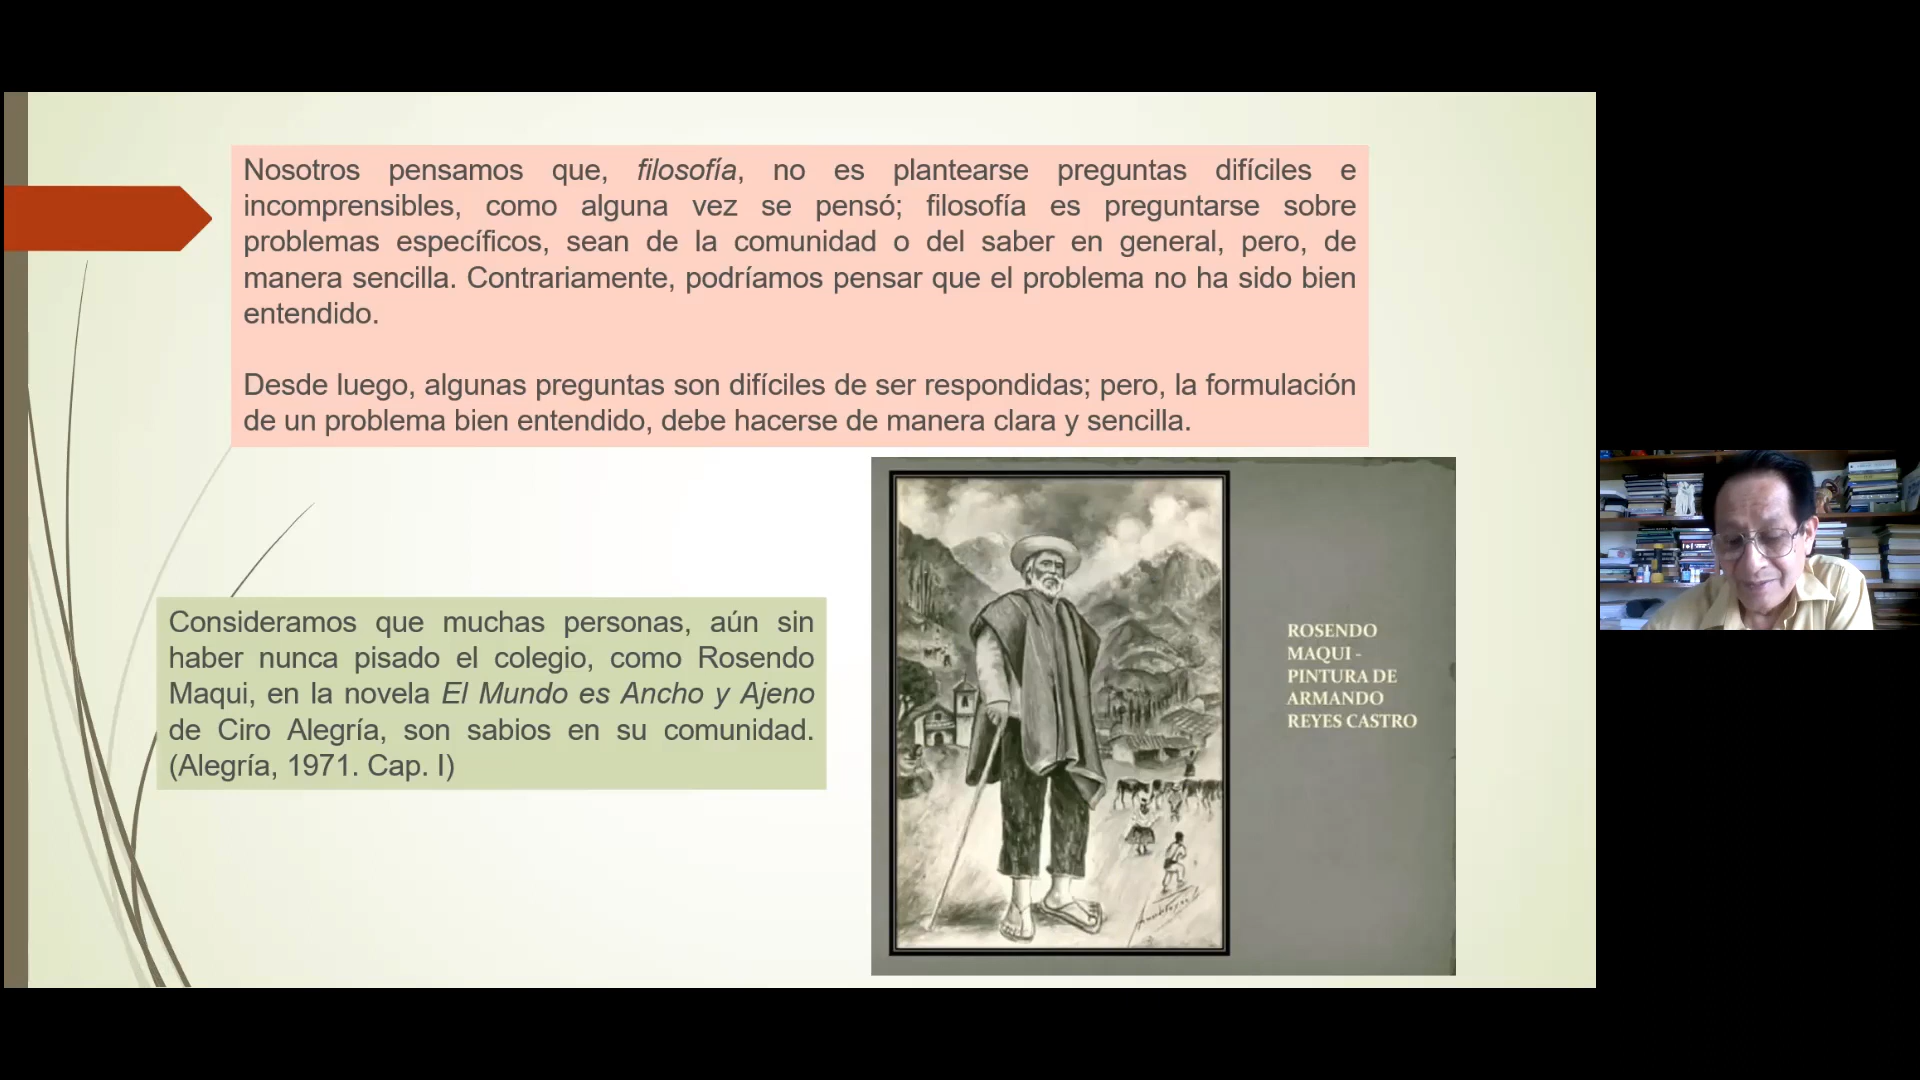 Nosotros pensamos que, filosofía, no es plantearse preguntas difíciles e
incomprensibles, como alguna vez se pensó; filosofía es preguntarse sobre
problemas específicos, sean de la comunidad o del saber en general, pero, de
manera sencilla. Contrariamente, podríamos pensar que el problema no ha sido bien
entendido.
Desde luego, algunas preguntas son difíciles de ser respondidas; pero, la formulación
de un problema bien entendido, debe hacerse de manera clara y sencilla.
Consideramos que muchas personas, aún sin
haber nunca pisado el colegio, como Rosendo
Maqui, en la novela El Mundo es Ancho y Ajeno
de Ciro Alegría, son sabios en su comunidad.
(Alegría, 1971. Cap. I)
ROSENDO
MAQUI -
PINTURA DE
ARMANDO
REYES CASTRO